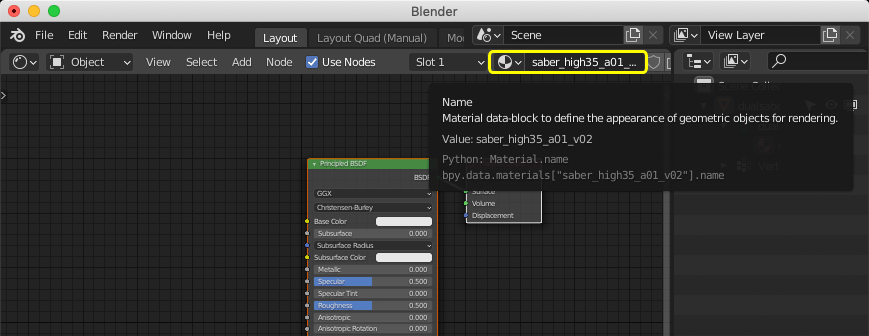 Blender
File Edit Render Window Help Layout Layout Quad (Manual) Scene View Layer
Object View Select Add Node Use Nodes Slot 1 saber_high35_a01_...
Name
Material data-block to define the appearance of geometric objects for rendering.
Value: saber_high35_a01_v02
Python: Material.name
bpy.data.materials["saber_high35_a01_v02"].name
Principled BSDF
GGX
Christensen-Burley
Base Color
Subsurface 0.000
Subsurface Radius
Subsurface Color
Metallic 0.000
Specular 0.500
Specular Tint 0.000
Roughness 0.500
Anisotropic 0.000
Anisotropic Rotation 0.000
Surface
Volume
Displacement